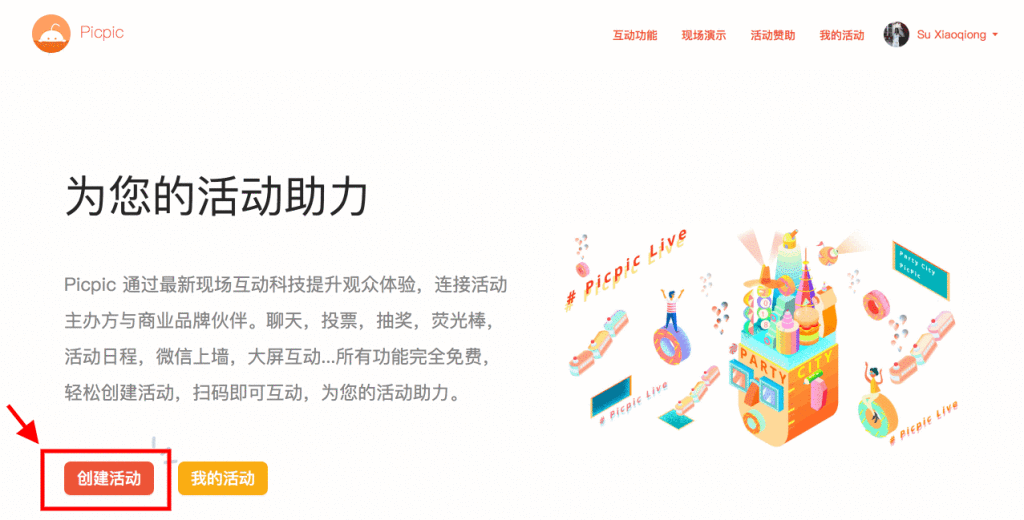 Picpic
互动功能 现场演示 活动赞助 我的活动 Su Xiaoqiong
为您的活动助力
Picpic 通过最新现场互动科技提升观众体验，连接活动
主办方与商业品牌伙伴。聊天，投票，抽奖，荧光棒，
活动日程，微信上墙，大屏互动...所有功能完全免费，
轻松创建活动，扫码即可互动，为您的活动助力。
创建活动 我的活动
# Picpic Live
Party City
PicPic
#PARTY CITY
# Picpic Live
# Picpic Live